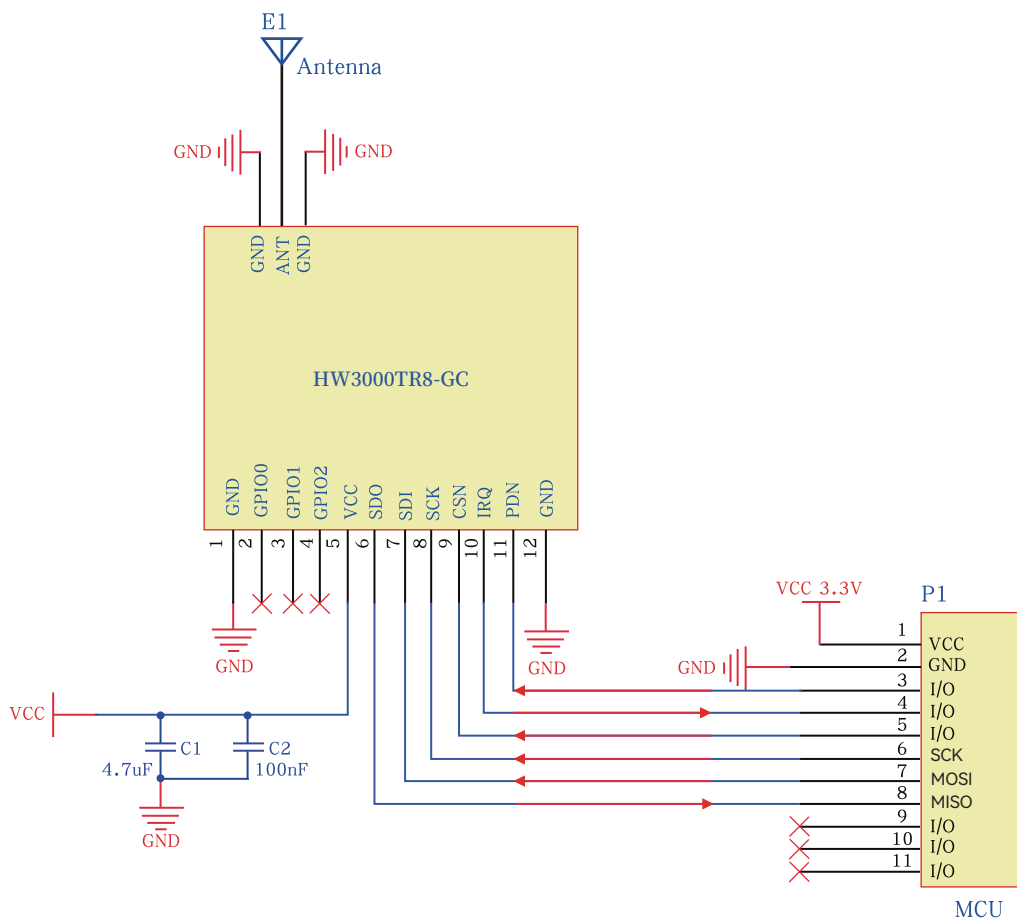 E1
Antenna
GND
GND
GND
ANT
GND
HW3000TR8-GC
GND
GPIO0
GPIO1
GPIO2
VCC
SDO
SDI
SCK
CSN
IRQ
PDN
GND
1
2
3
4
5
6
7
8
9
10
11
12
GND
GND
VCC
C1
4.7uF
C2
100nF
GND
VCC 3.3V
P1
GND
1 VCC
2 GND
3 I/O
4 I/O
5 I/O
6 SCK
7 MOSI
8 MISO
9 I/O
10 I/O
11 I/O
MCU